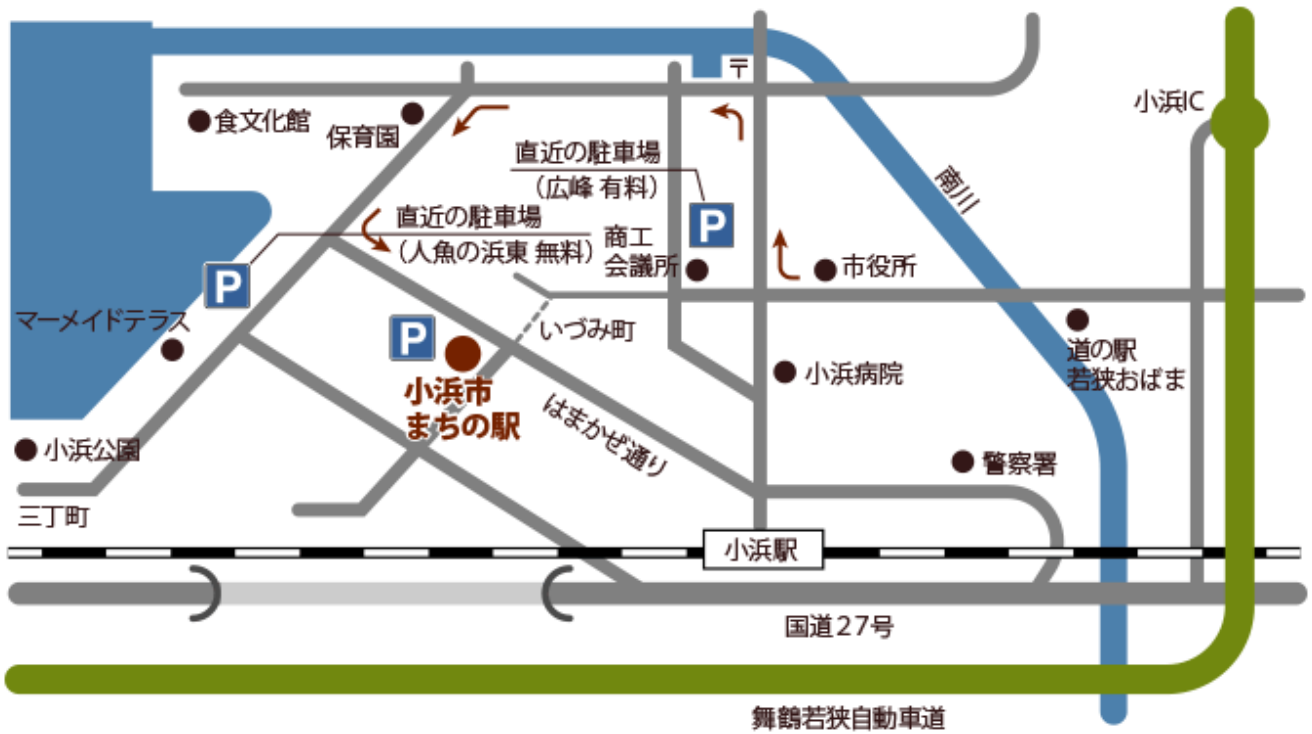 〒
小浜IC
食文化館
保育園
直近の駐車場
（広峰 有料）
P
南川
直近の駐車場
（人魚の浜東 無料）
商工
会議所
市役所
P
マーメイドテラス
P
いづみ町
道の駅
若狭おばま
小浜市
まちの駅
小浜病院
はまかぜ通り
小浜公園
警察署
三丁町
小浜駅
国道27号
舞鶴若狭自動車道